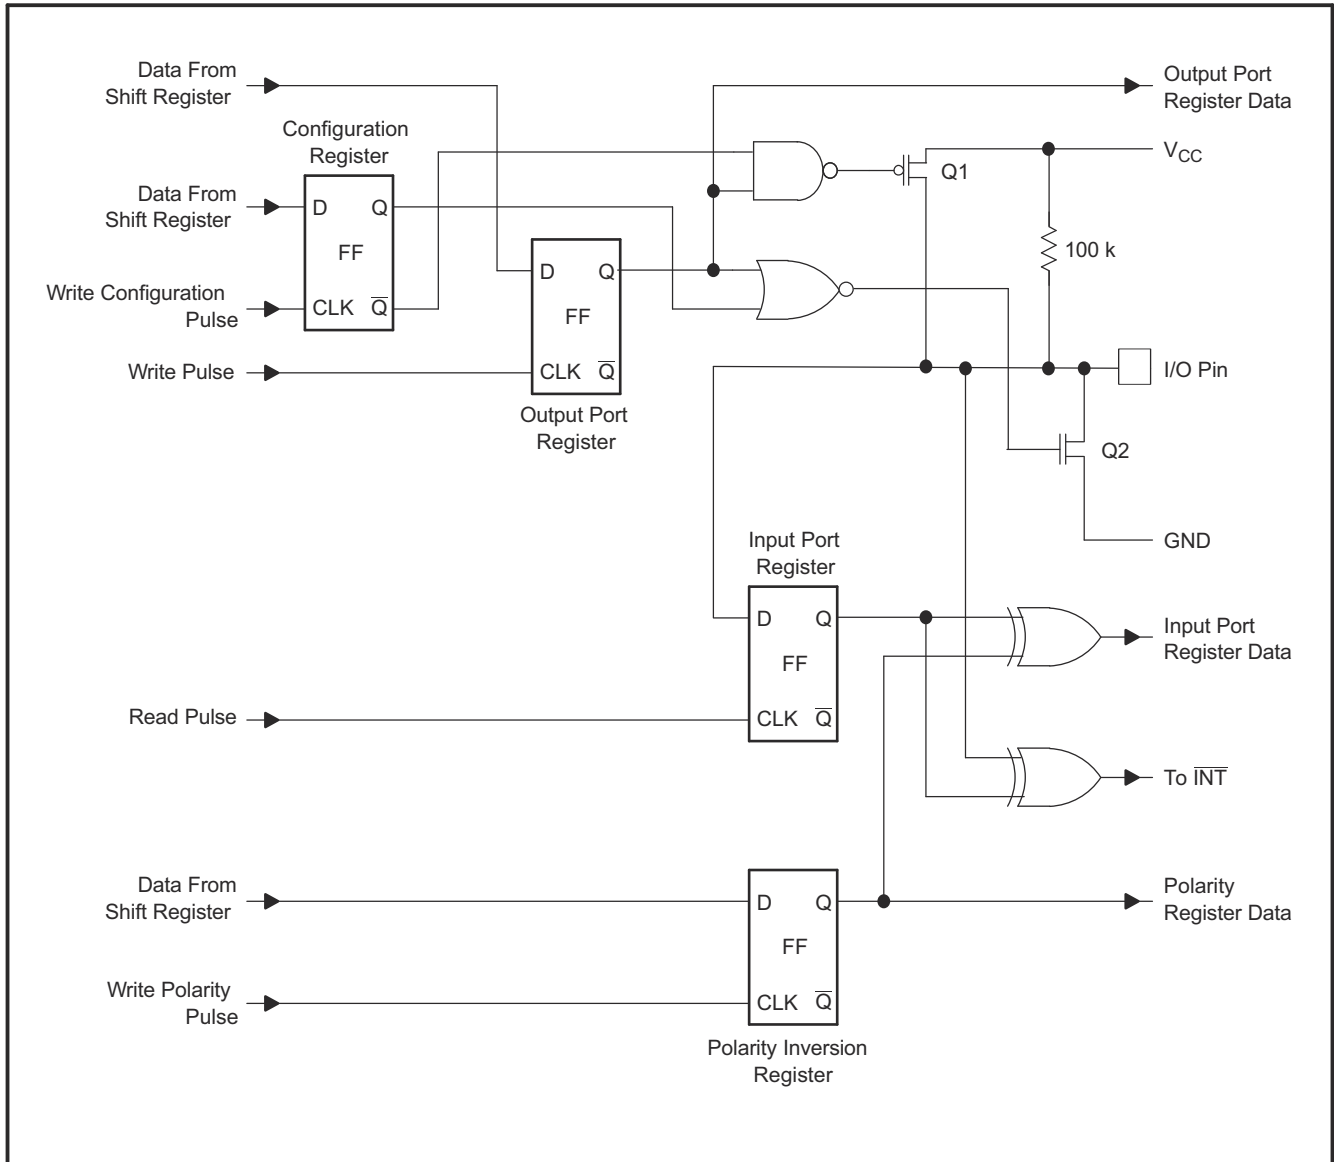 Data From
Shift Register
Output Port
Register Data
Configuration
Register
V_CC
Q1
Data From
Shift Register
D
Q
FF
CLK
Q̅
100 k
D
Q
FF
CLK
Q̅
Write Configuration
Pulse
Write Pulse
I/O Pin
Output Port
Register
Q2
GND
Input Port
Register
D
Q
FF
CLK
Q̅
Input Port
Register Data
Read Pulse
To I̅N̅T̅
Data From
Shift Register
D
Q
FF
CLK
Q̅
Polarity
Register Data
Write Polarity
Pulse
Polarity Inversion
Register